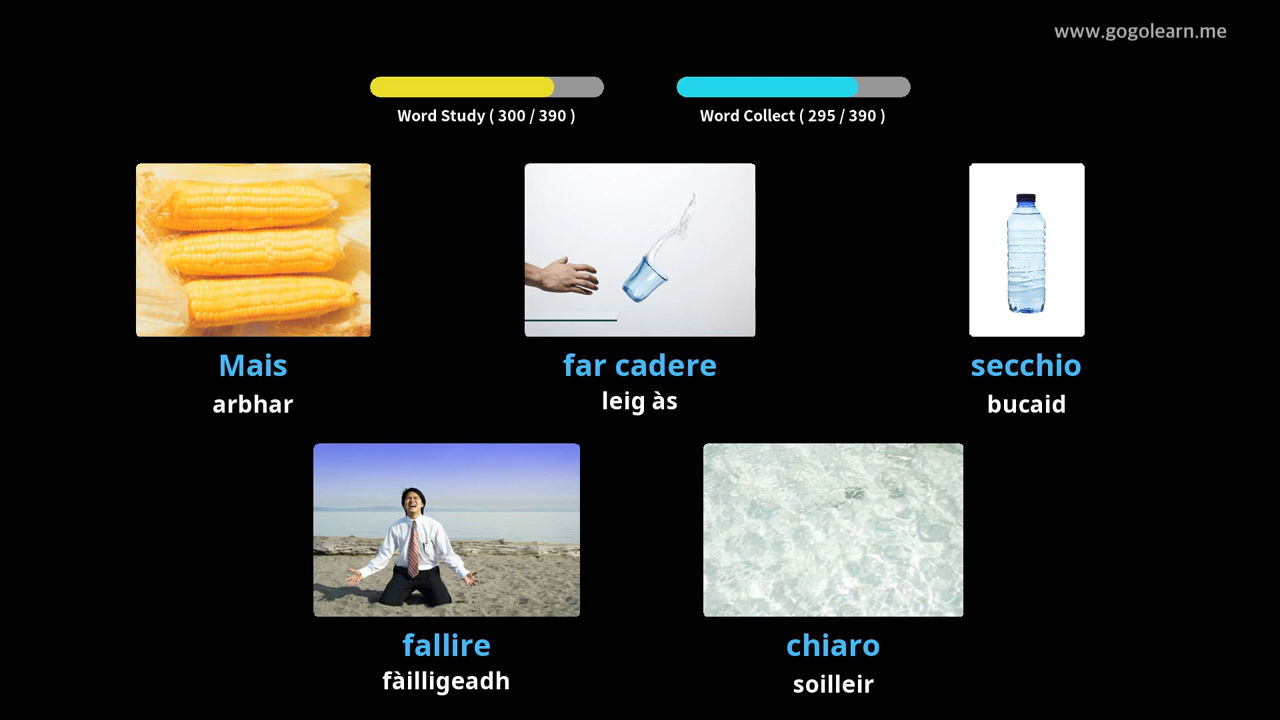 www.gogolearn.me
Word Study ( 300 / 390 )
Word Collect ( 295 / 390 )
Mais
arbhar
far cadere
leig às
secchio
bucaid
fallire
fàilligeadh
chiaro
soilleir